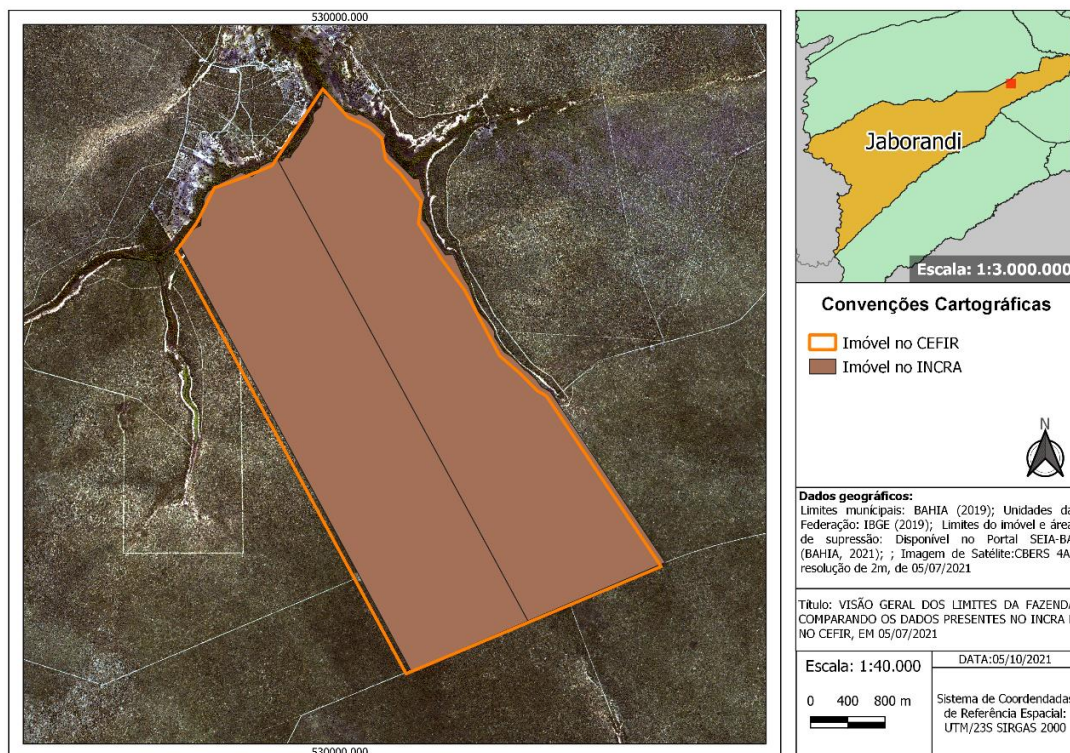 530000.000
Jaborandi
Escala: 1:3.000.000
Convenções Cartográficas
Imóvel no CEFIR
Imóvel no INCRA
N
Dados geográficos:
Limites municipais: BAHIA (2019); Unidades da
Federação: IBGE (2019); Limites do imóvel e área
de supressão: Disponível no Portal SEIA-BA
(BAHIA, 2021); ; Imagem de Satélite:CBERS 4A,
resolução de 2m, de 05/07/2021
Título: VISÃO GERAL DOS LIMITES DA FAZENDA
COMPARANDO OS DADOS PRESENTES NO INCRA E
NO CEFIR, EM 05/07/2021
Escala: 1:40.000
0 400 800 m
DATA:05/10/2021
Sistema de Coordendadas
de Referência Espacial:
UTM/23S SIRGAS 2000
530000.000